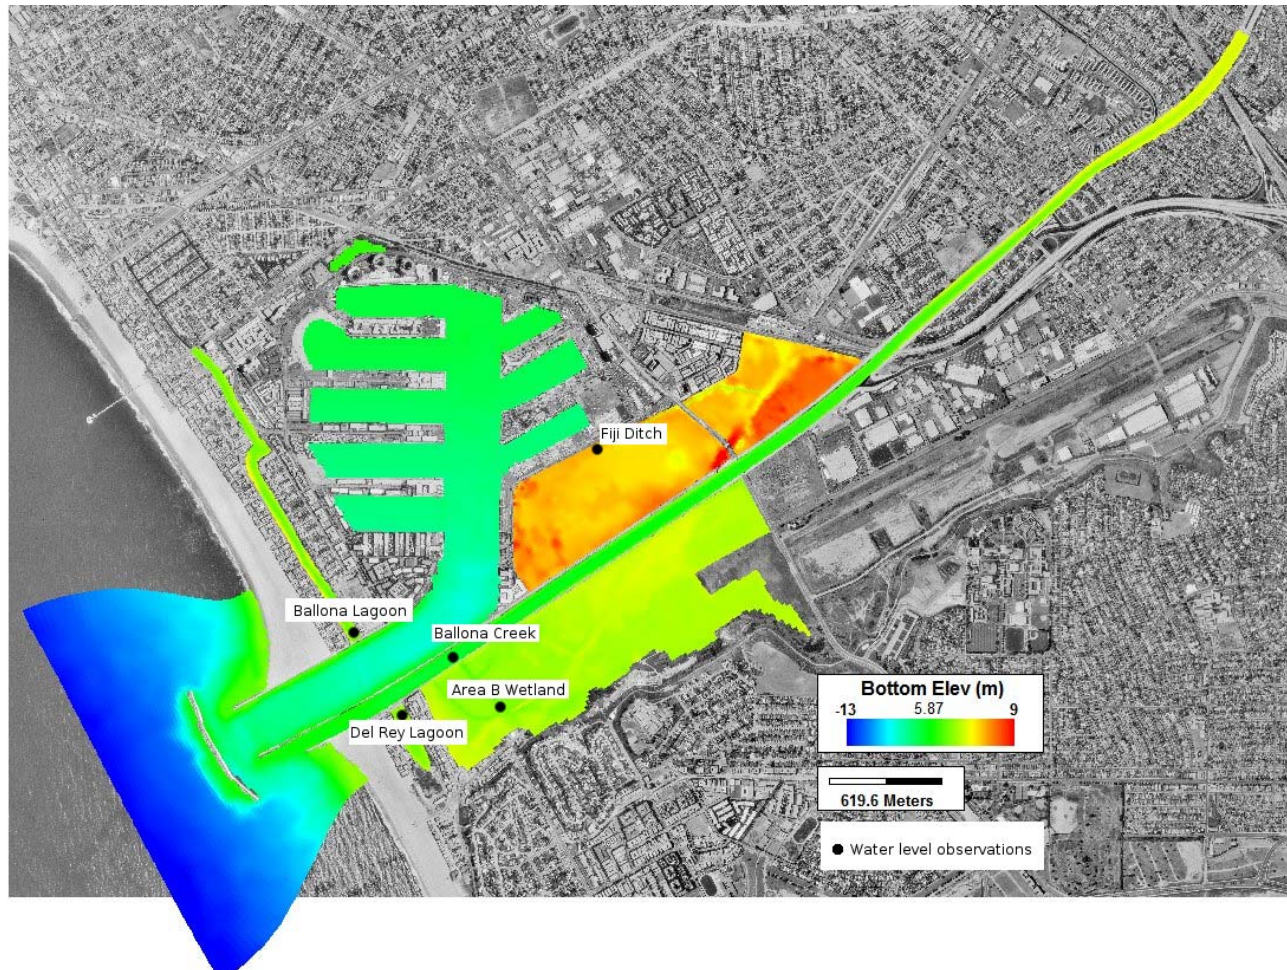 Fiji Ditch
Ballona Lagoon
Ballona Creek
Area B Wetland
Del Rey Lagoon
Bottom Elev (m)
-13 5.87 9
619.6 Meters
Water level observations